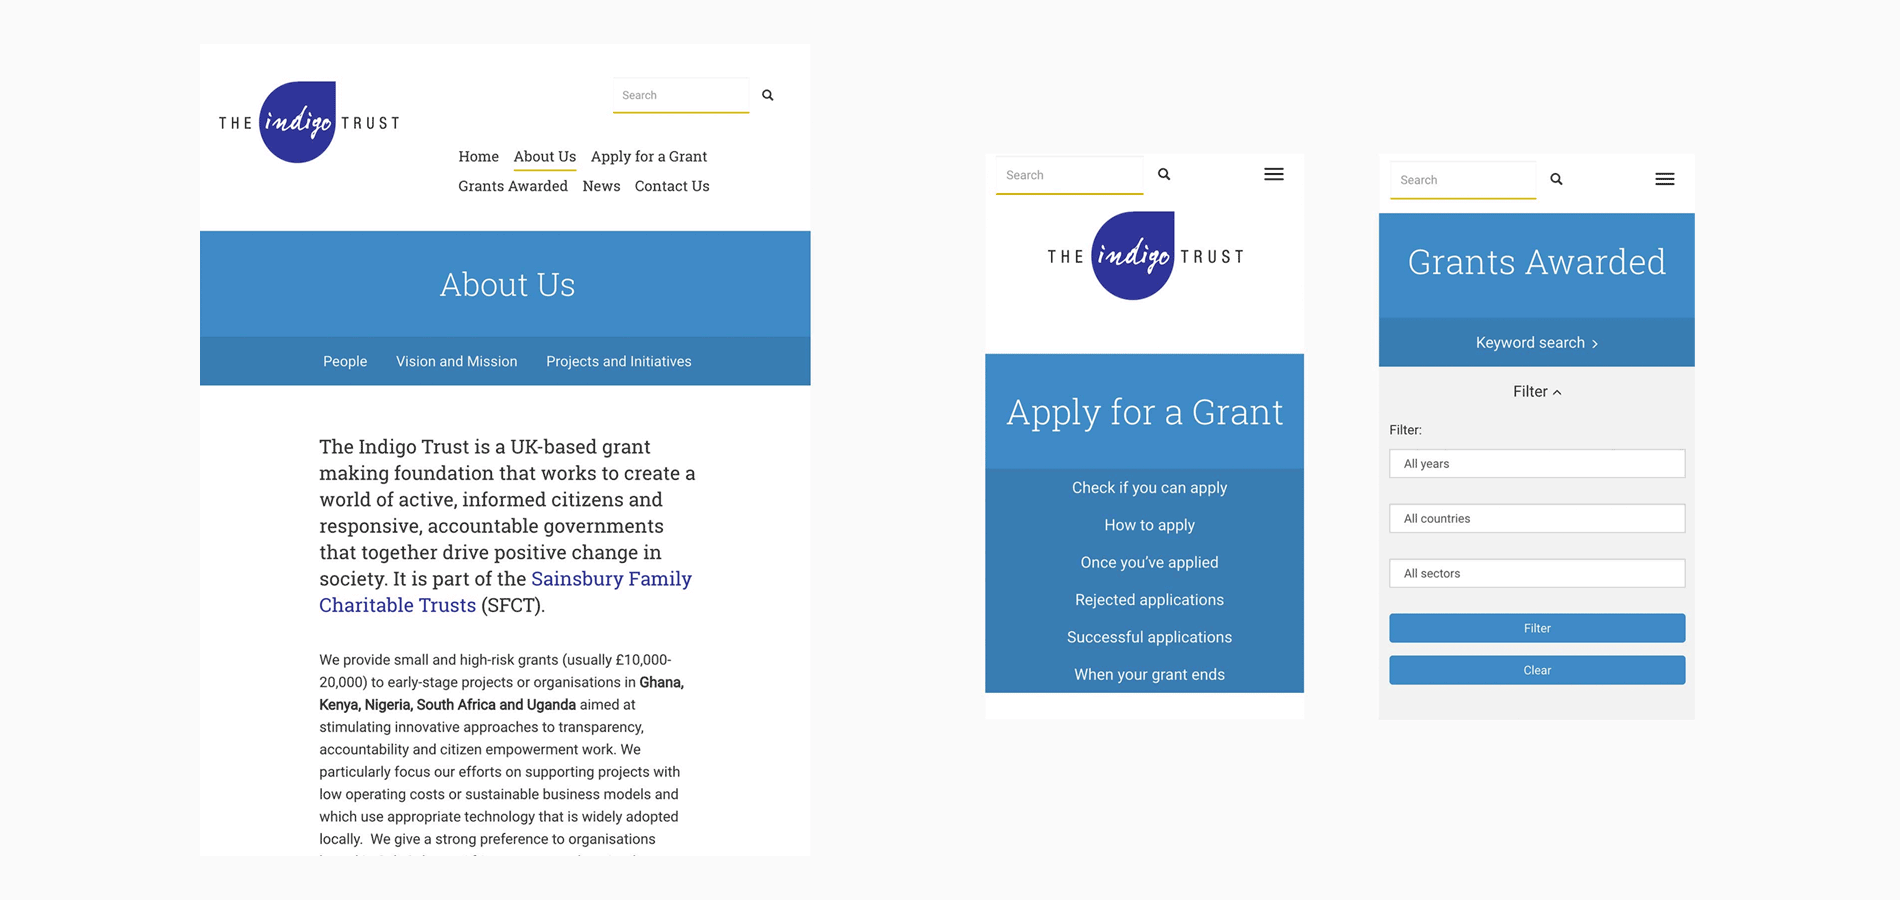 Search
THE indigo TRUST
Home About Us Apply for a Grant
Grants Awarded News Contact Us
About Us
People Vision and Mission Projects and Initiatives
The Indigo Trust is a UK-based grant
making foundation that works to create a
world of active, informed citizens and
responsive, accountable governments
that together drive positive change in
society. It is part of the Sainsbury Family
Charitable Trusts (SFCT).
We provide small and high-risk grants (usually £10,000-
20,000) to early-stage projects or organisations in Ghana,
Kenya, Nigeria, South Africa and Uganda aimed at
stimulating innovative approaches to transparency,
accountability and citizen empowerment work. We
particularly focus our efforts on supporting projects with
low operating costs or sustainable business models and
which use appropriate technology that is widely adopted
locally. We give a strong preference to organisations
Search
THE indigo TRUST
Apply for a Grant
Check if you can apply
How to apply
Once you've applied
Rejected applications
Successful applications
When your grant ends
Search
Grants Awarded
Keyword search
Filter
Filter:
All years
All countries
All sectors
Filter
Clear